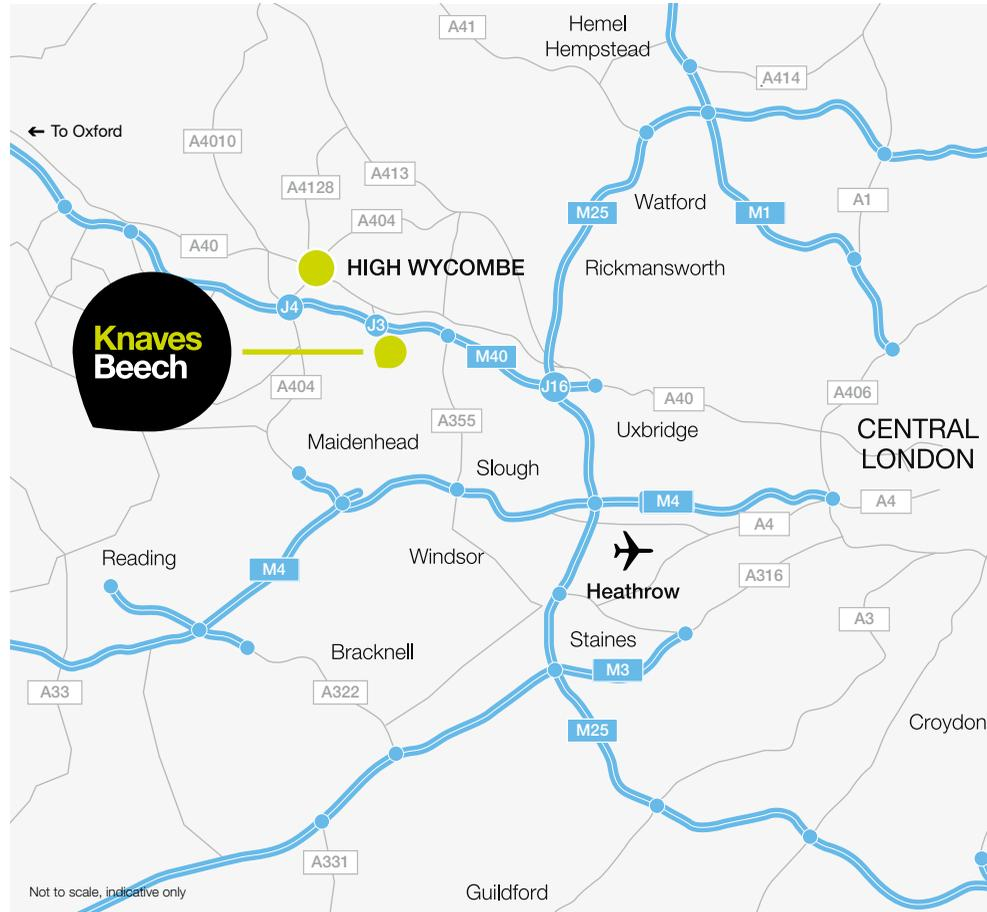 A41
Hemel
Hempstead
A414
← To Oxford
A4010
A4128
A413
A404
A40
M25
Watford
M1
A1
HIGH WYCOMBE
Rickmansworth
J4
J3
Knaves
Beech
M40
J16
A404
A355
A40
A406
Uxbridge
CENTRAL
LONDON
Maidenhead
Slough
M4
A4
A4
Reading
M4
Windsor
Heathrow
A316
A3
Staines
Bracknell
M3
A33
A322
M25
Croydon
A331
Not to scale, indicative only
Guildford